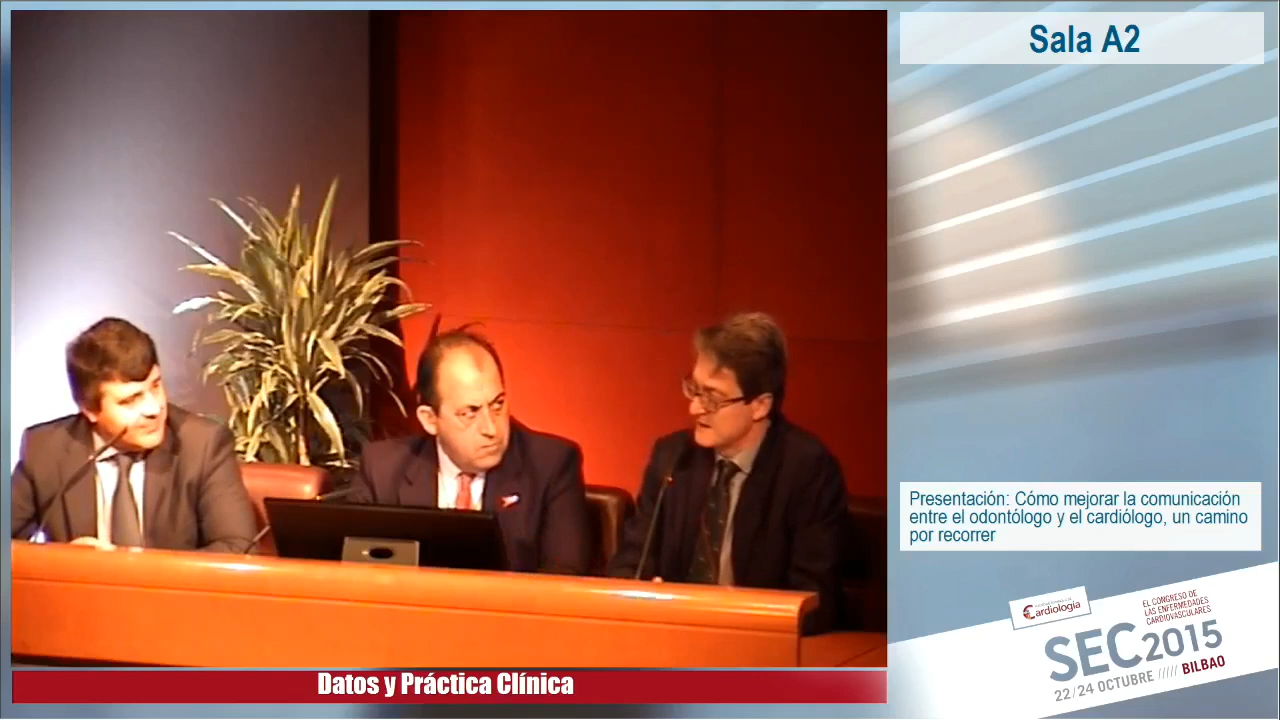 Sala A2
Presentación: Cómo mejorar la comunicación
entre el odontólogo y el cardiólogo, un camino
por recorrer
Cardiología
EL CONGRESO DE
LAS ENFERMEDADES
CARDIOVASCULARES
SEC2015
22/24 OCTUBRE ///// BILBAO
Datos y Práctica Clínica